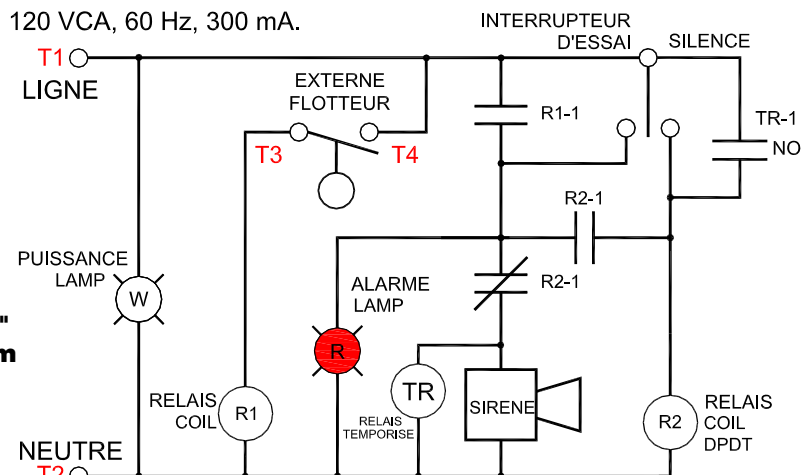 120 VCA, 60 Hz, 300 mA.
INTERRUPTEUR
D'ESSAI
SILENCE
T1
LIGNE
EXTERNE
FLOTTEUR
R1-1
TR-1
NO
T3
T4
R2-1
PUISSANCE
LAMP
W
ALARME
LAMP
R2-1
"
m
R
RELAIS
COIL
R1
TR
RELAIS
TEMPORISE
SIRENE
R2
RELAIS
COIL
DPDT
NEUTRE
T2